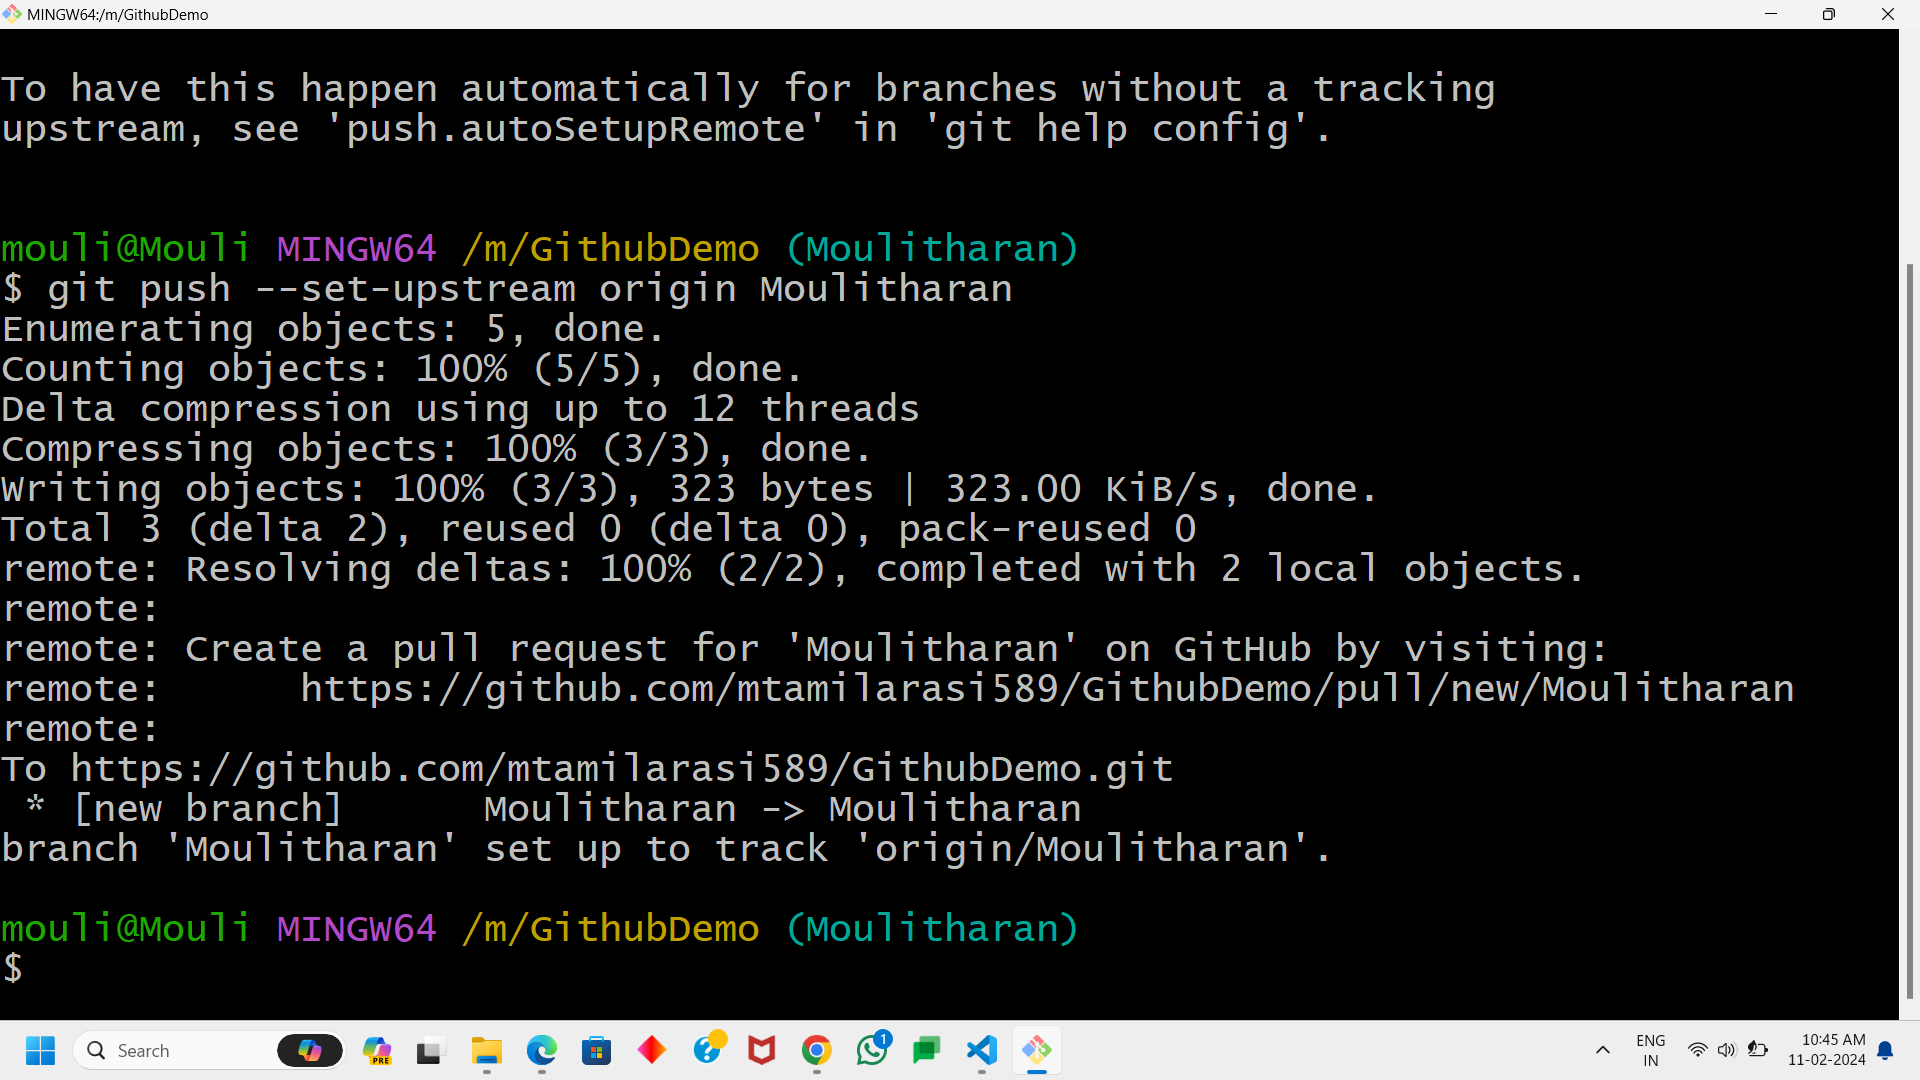 MINGW64:/m/GithubDemo
To have this happen automatically for branches without a tracking
upstream, see 'push.autoSetupRemote' in 'git help config'.
mouli@Mouli MINGW64 /m/GithubDemo (Moulitharan)
$ git push --set-upstream origin Moulitharan
Enumerating objects: 5, done.
Counting objects: 100% (5/5), done.
Delta compression using up to 12 threads
Compressing objects: 100% (3/3), done.
Writing objects: 100% (3/3), 323 bytes | 323.00 KiB/s, done.
Total 3 (delta 2), reused 0 (delta 0), pack-reused 0
remote: Resolving deltas: 100% (2/2), completed with 2 local objects.
remote:
remote: Create a pull request for 'Moulitharan' on GitHub by visiting:
remote:      https://github.com/mtamilarasi589/GithubDemo/pull/new/Moulitharan
remote:
To https://github.com/mtamilarasi589/GithubDemo.git
 * [new branch]      Moulitharan -> Moulitharan
branch 'Moulitharan' set up to track 'origin/Moulitharan'.
mouli@Mouli MINGW64 /m/GithubDemo (Moulitharan)
$
Search
PRE
1
ENG
IN
10:45 AM
11-02-2024